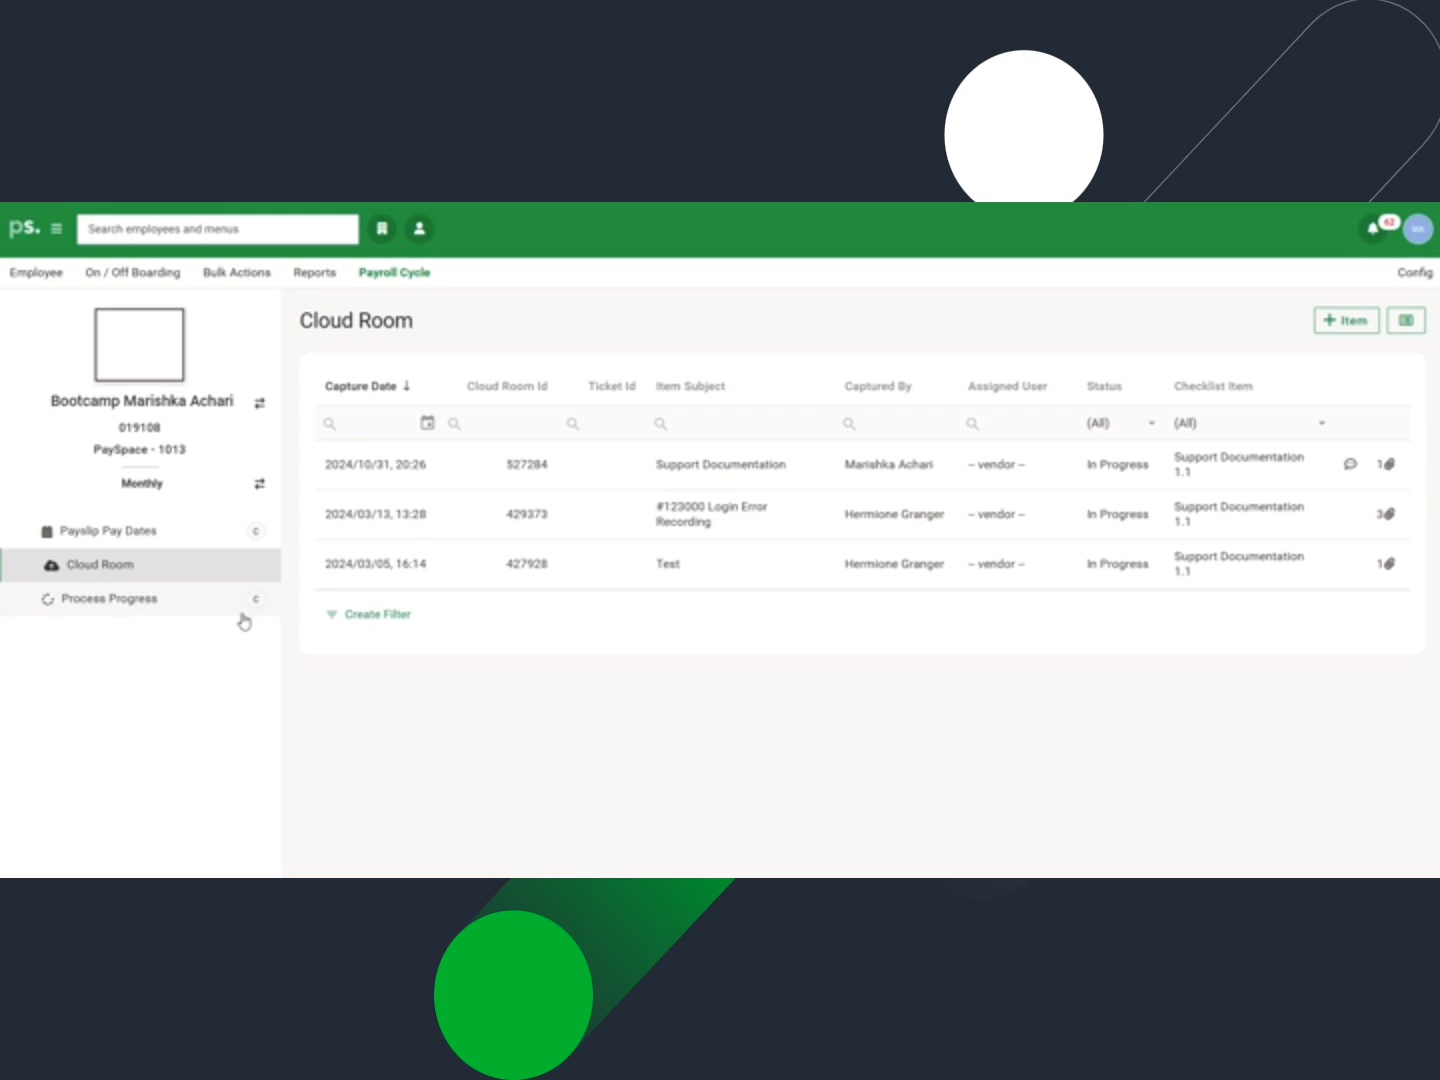 ps.
Search employees and menus
62
MA
Employee On / Off Boarding Bulk Actions Reports Payroll Cycle Config
Bootcamp Marishka Achari
019108
PaySpace - 1013
Monthly
Payslip Pay Dates C
Cloud Room
Process Progress C
Cloud Room
+ Item
Capture Date ↓ Cloud Room Id Ticket Id Item Subject Captured By Assigned User Status Checklist Item
(All) (All)
2024/10/31, 20:26 527284 Support Documentation Marishka Achari -- vendor -- In Progress Support Documentation 1.1 1
2024/03/13, 13:28 429373 #123000 Login Error Recording Hermione Granger -- vendor -- In Progress Support Documentation 1.1 3
2024/03/05, 16:14 427928 Test Hermione Granger -- vendor -- In Progress Support Documentation 1.1 1
Create Filter